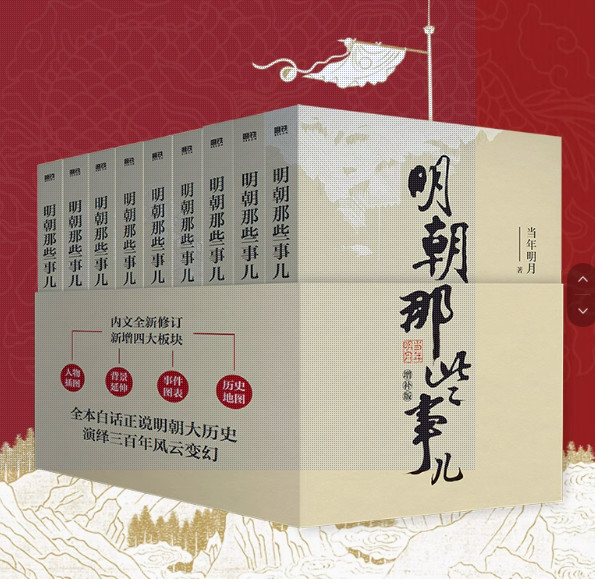 明朝那些事儿
明朝那些事儿
明朝那些事儿
明朝那些事儿
明朝那些事儿
明朝那些事儿
明朝那些事儿
明朝那些事儿
明朝那些事儿
明朝那些事儿
增补版
当年明月
著
当年
明月
内文全新修订
新增四大板块
人物
插图
背景
延伸
事件
图表
历史
地图
全本白话正说明朝大历史
演绎三百年风云变幻